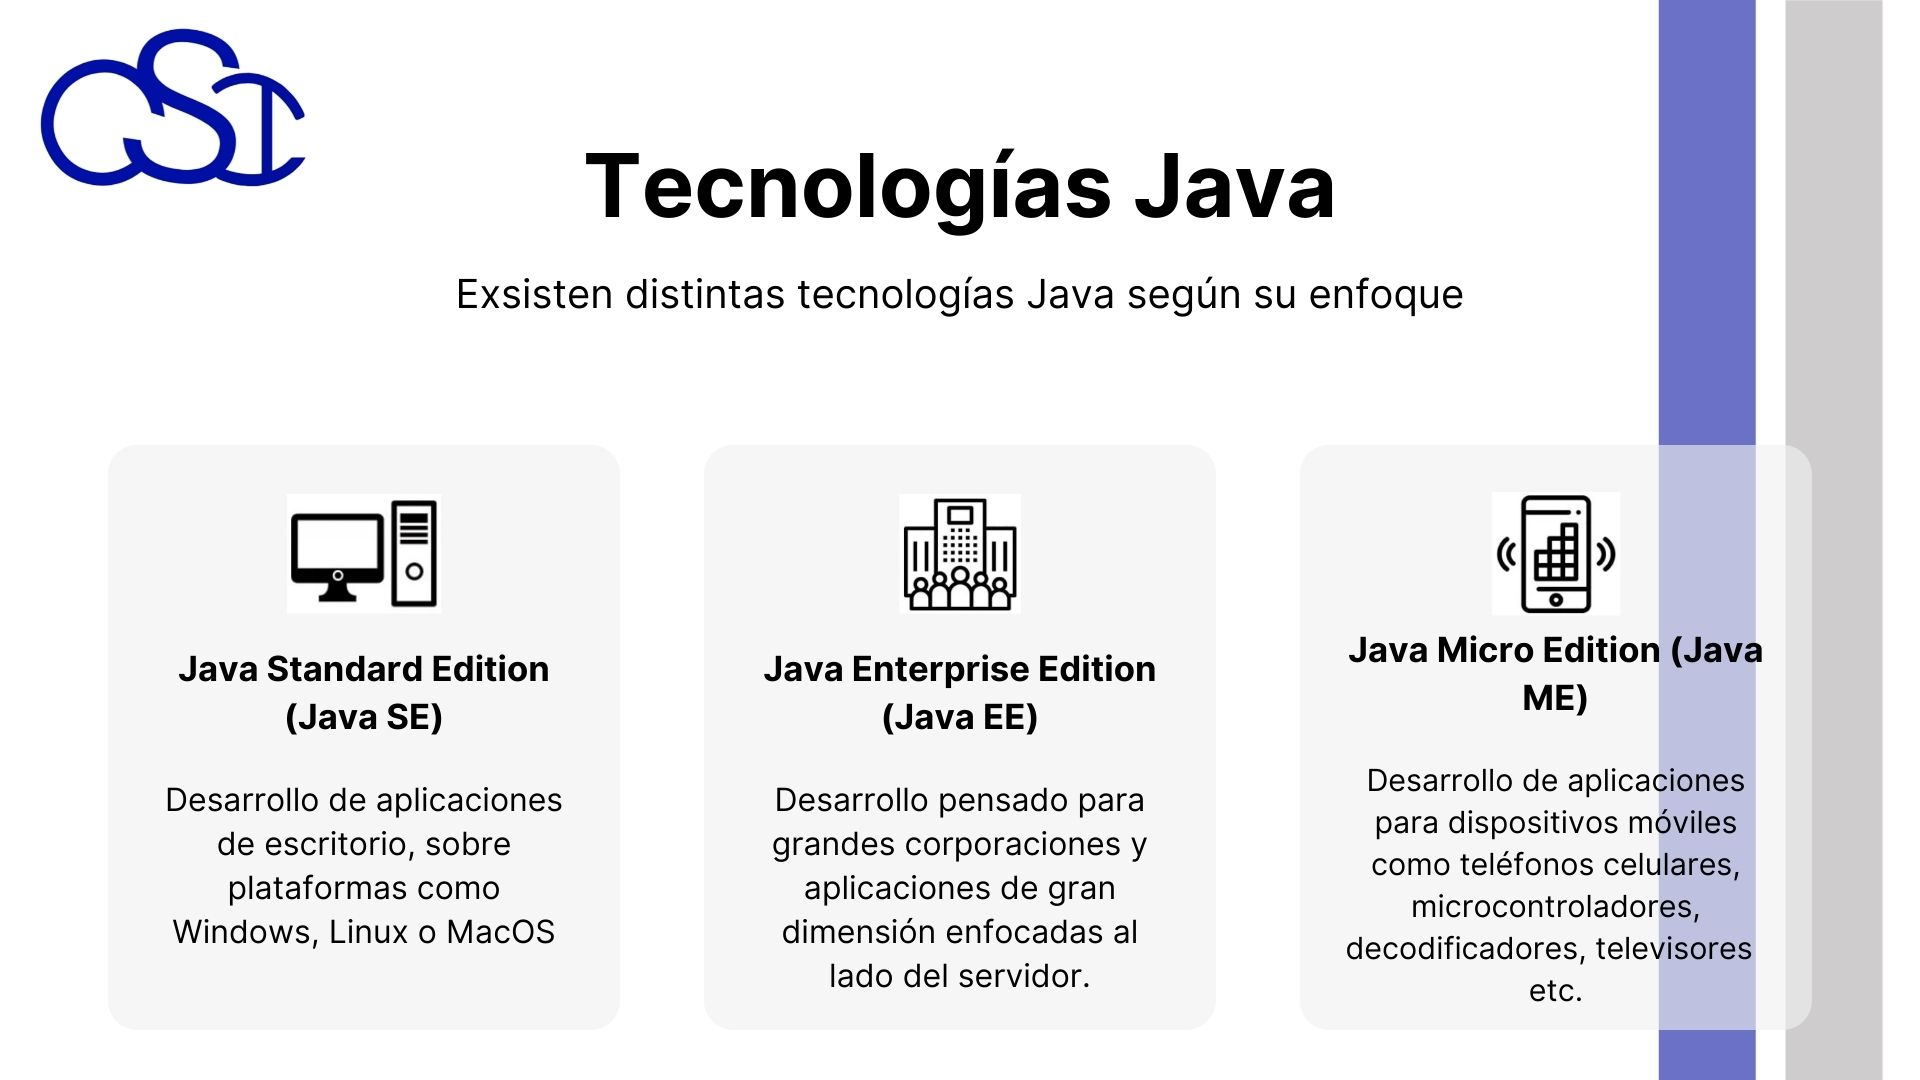 CSI
Tecnologías Java
Exsisten distintas tecnologías Java según su enfoque
Java Standard Edition
(Java SE)
Desarrollo de aplicaciones
de escritorio, sobre
plataformas como
Windows, Linux o MacOS
Java Enterprise Edition
(Java EE)
Desarrollo pensado para
grandes corporaciones y
aplicaciones de gran
dimensión enfocadas al
lado del servidor.
Java Micro Edition (Java
ME)
Desarrollo de aplicaciones
para dispositivos móviles
como teléfonos celulares,
microcontroladores,
decodificadores, televisores
etc.